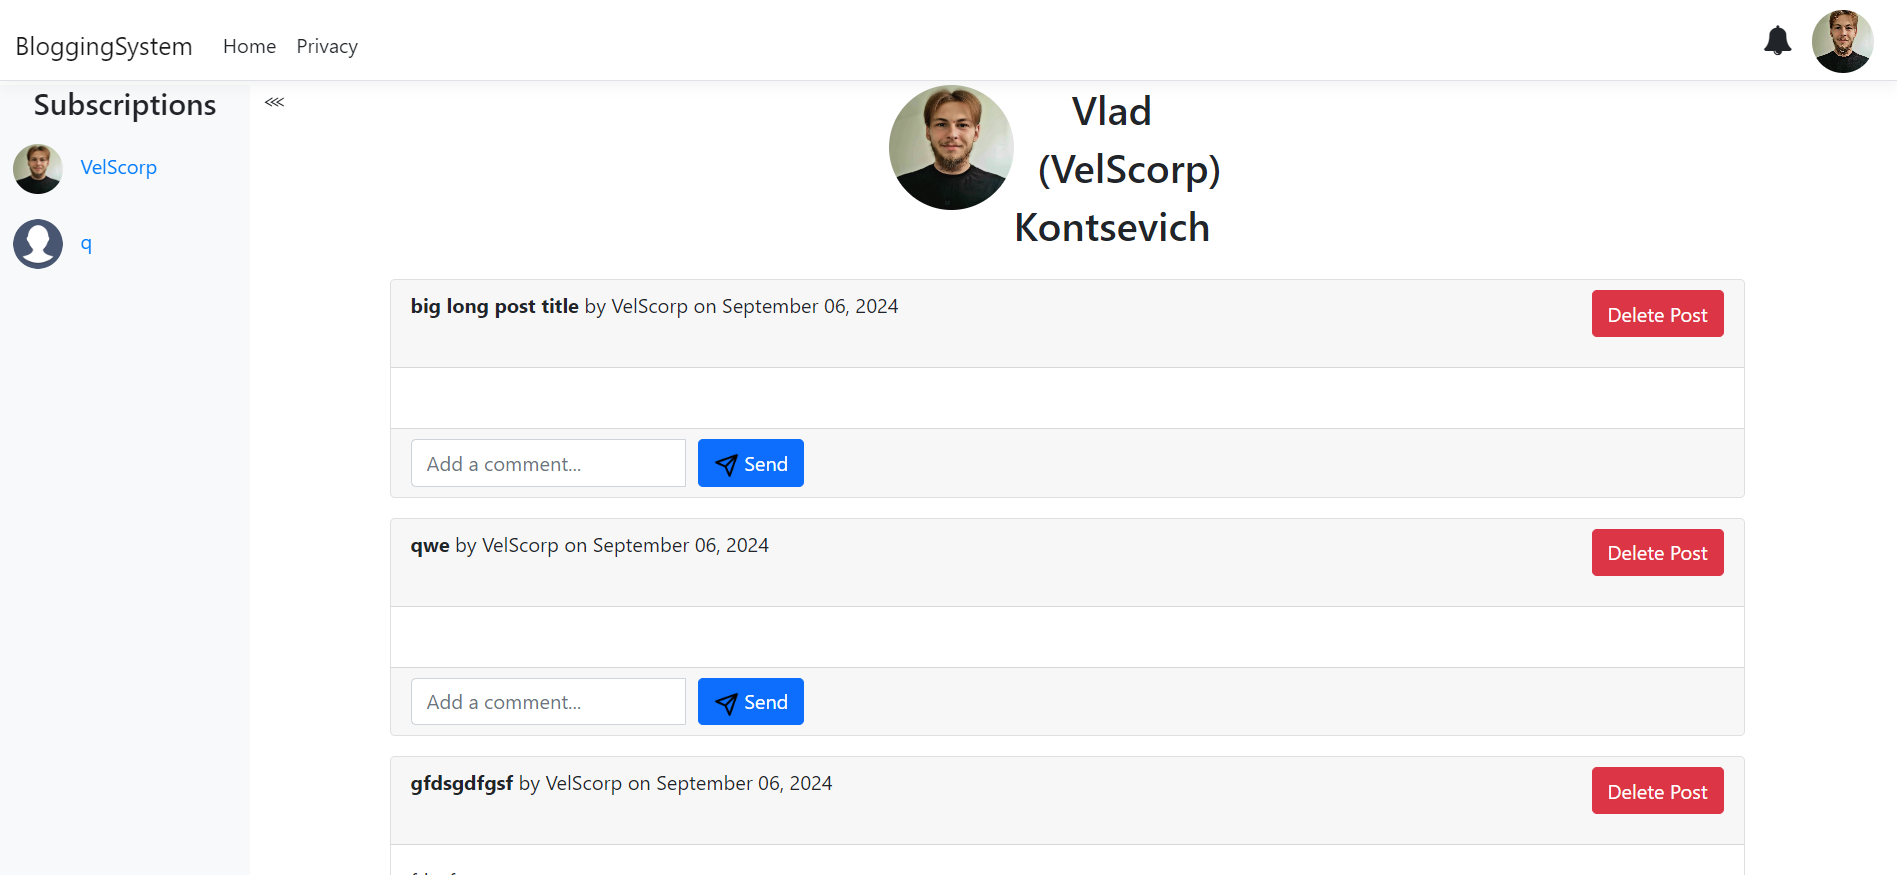 BloggingSystem Home Privacy
Subscriptions
<<<
VelScorp
q
Vlad
(VelScorp)
Kontsevich
big long post title by VelScorp on September 06, 2024
Delete Post
Add a comment...
Send
qwe by VelScorp on September 06, 2024
Delete Post
Add a comment...
Send
gfdsgdfgsf by VelScorp on September 06, 2024
Delete Post